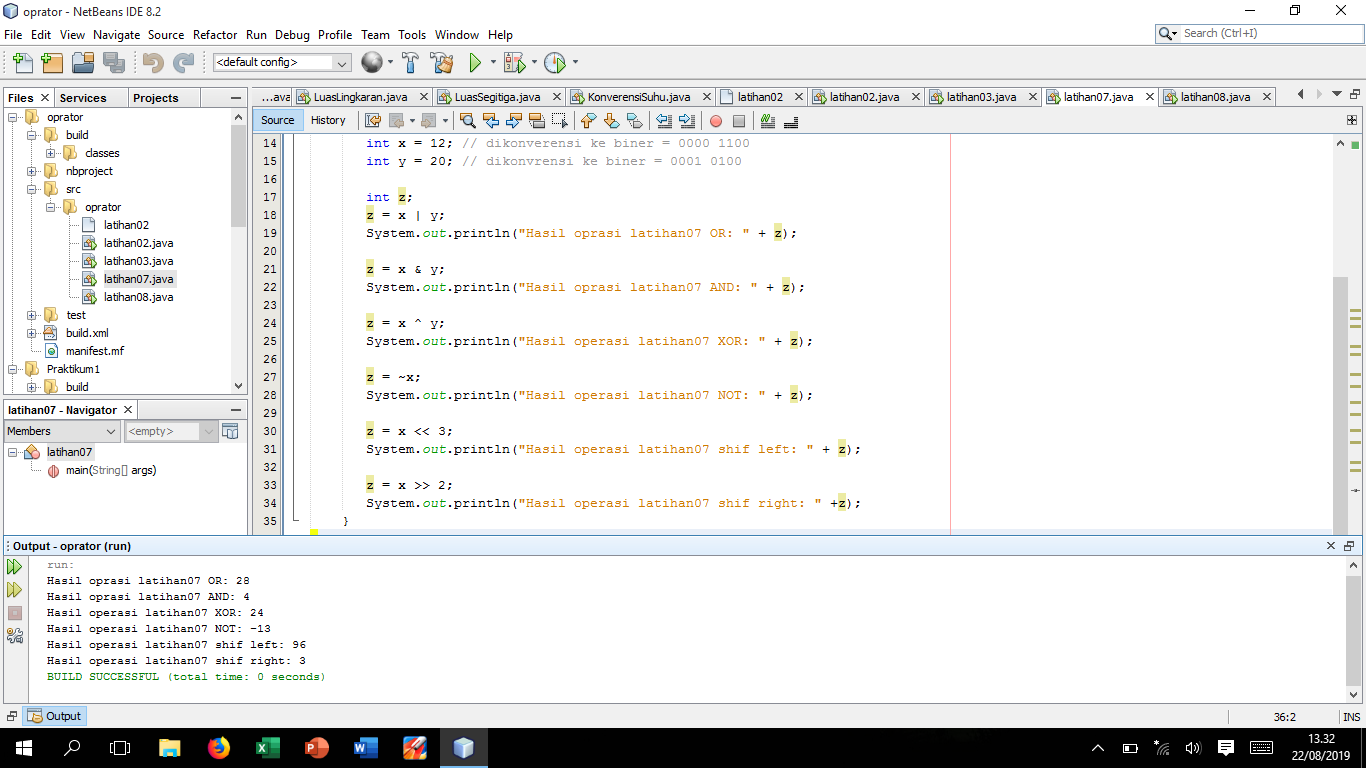 oprator - NetBeans IDE 8.2
File Edit View Navigate Source Refactor Run Debug Profile Team Tools Window Help
Search (Ctrl+I)
<default config>
Files Services Projects
oprator
build
classes
nbproject
src
oprator
latihan02
latihan02.java
latihan03.java
latihan07.java
latihan08.java
test
build.xml
manifest.mf
Praktikum1
build
latihan07 - Navigator
Members <empty>
latihan07
main(String[] args)
...ava LuasLingkaran.java LuasSegitiga.java KonverensiSuhu.java latihan02 latihan02.java latihan03.java latihan07.java latihan08.java
Source History
14 int x = 12; // dikonverensi ke biner = 0000 1100
15 int y = 20; // dikonvrensi ke biner = 0001 0100
16
17 int z;
18 z = x | y;
19 System.out.println("Hasil oprasi latihan07 OR: " + z);
20
21 z = x & y;
22 System.out.println("Hasil oprasi latihan07 AND: " + z);
23
24 z = x ^ y;
25 System.out.println("Hasil operasi latihan07 XOR: " + z);
26
27 z = ~x;
28 System.out.println("Hasil operasi latihan07 NOT: " + z);
29
30 z = x << 3;
31 System.out.println("Hasil operasi latihan07 shif left: " + z);
32
33 z = x >> 2;
34 System.out.println("Hasil operasi latihan07 shif right: " +z);
35 }
Output - oprator (run)
run:
Hasil oprasi latihan07 OR: 28
Hasil oprasi latihan07 AND: 4
Hasil operasi latihan07 XOR: 24
Hasil operasi latihan07 NOT: -13
Hasil operasi latihan07 shif left: 96
Hasil operasi latihan07 shif right: 3
BUILD SUCCESSFUL (total time: 0 seconds)
Output
36:2 INS
13.32
22/08/2019